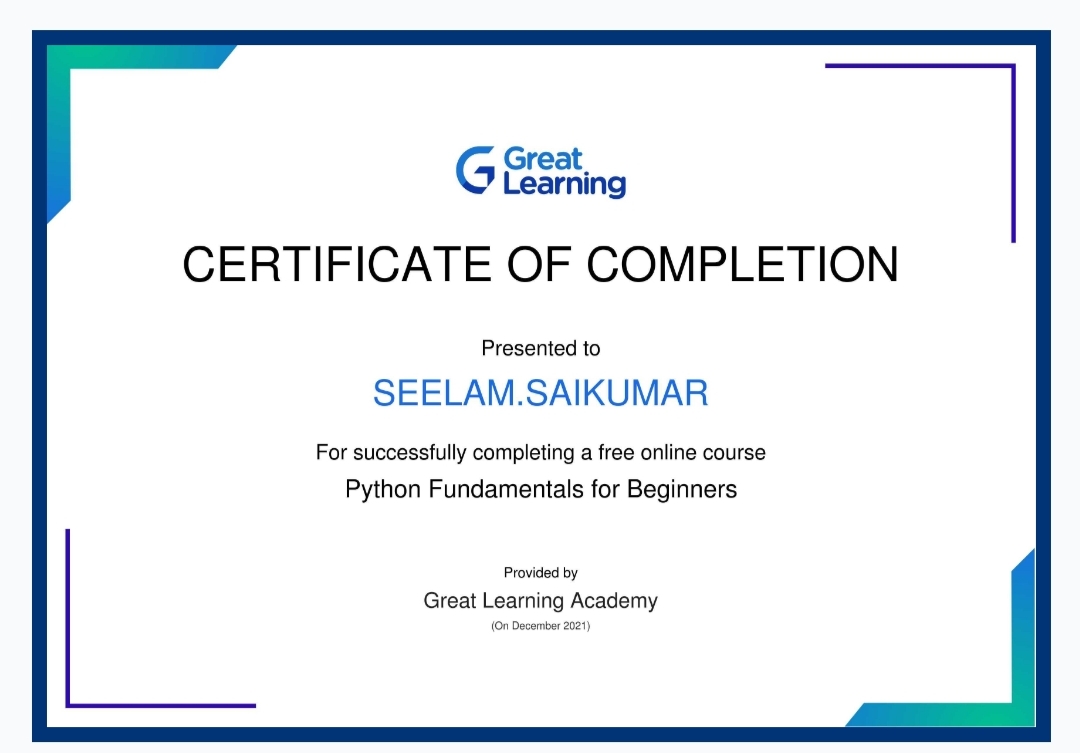 Great
Learning
CERTIFICATE OF COMPLETION
Presented to
SEELAM.SAIKUMAR
For successfully completing a free online course
Python Fundamentals for Beginners
Provided by
Great Learning Academy
(On December 2021)